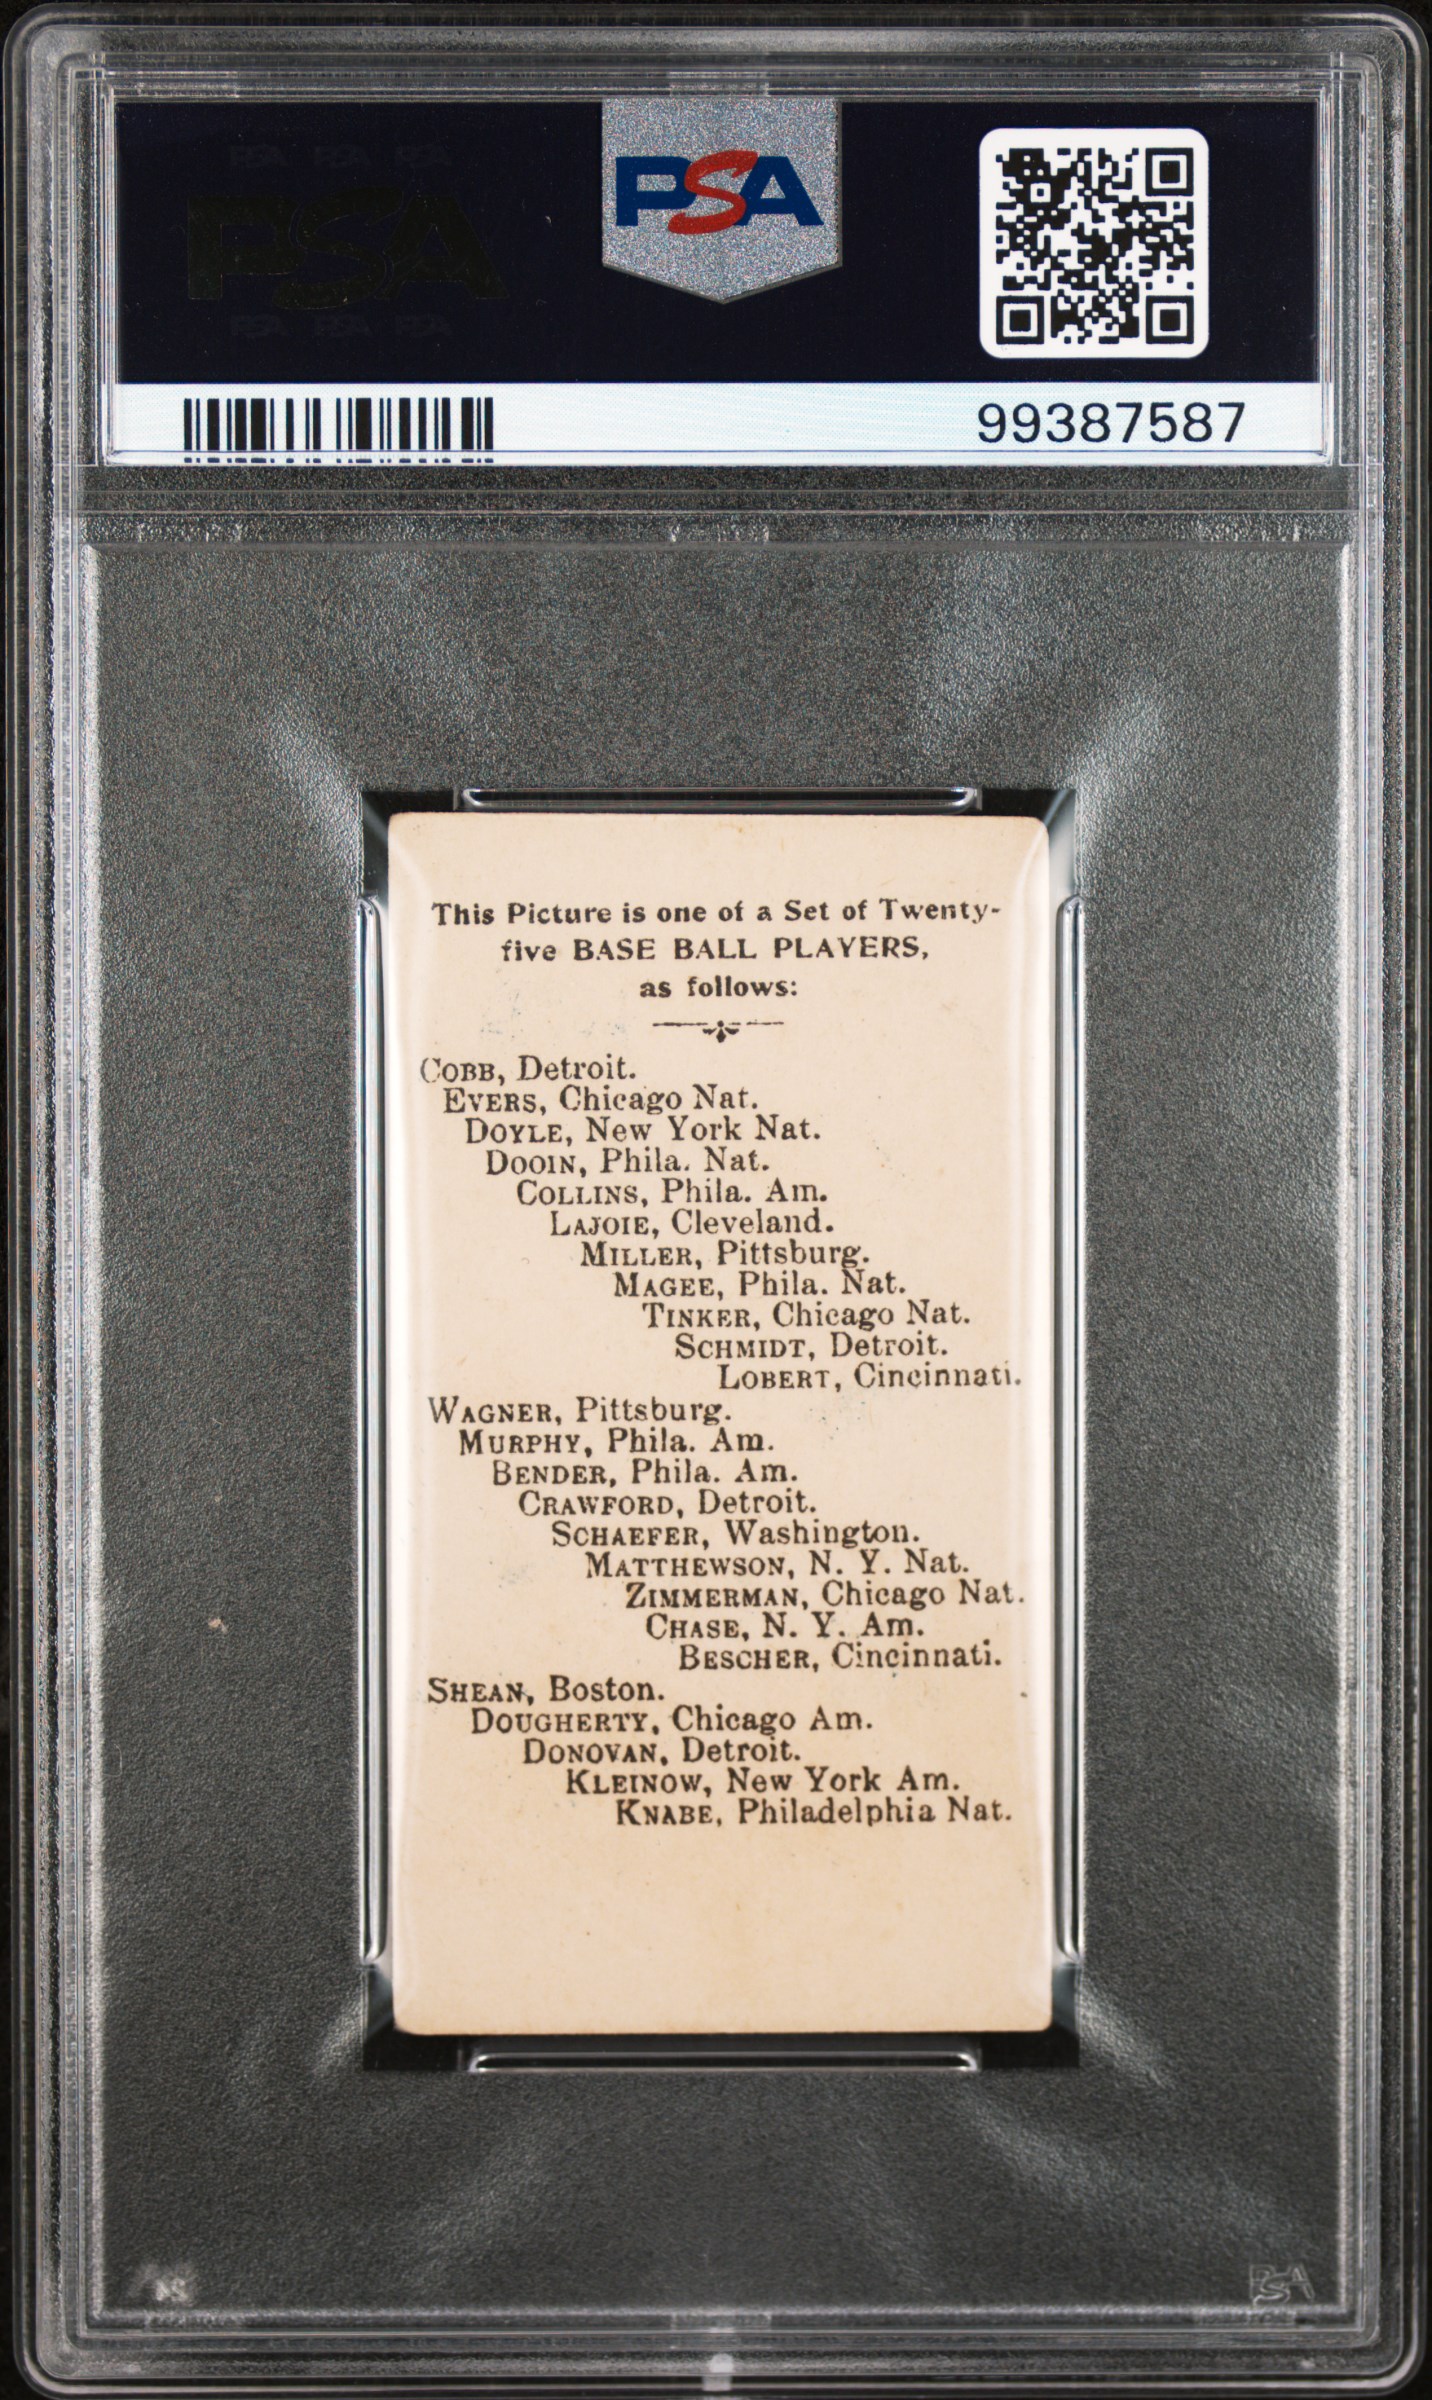 PSA
99387587
This Picture is one of a Set of Twenty-
five BASE BALL PLAYERS,
as follows:
COBB, Detroit.
EVERS, Chicago Nat.
DOYLE, New York Nat.
DOOIN, Phila. Nat.
COLLINS, Phila. Am.
LAJOIE, Cleveland.
MILLER, Pittsburg.
MAGEE, Phila. Nat.
TINKER, Chicago Nat.
SCHMIDT, Detroit.
LOBERT, Cincinnati.
WAGNER, Pittsburg.
MURPHY, Phila. Am.
BENDER, Phila. Am.
CRAWFORD, Detroit.
SCHAEFER, Washington.
MATTHEWSON, N. Y. Nat.
ZIMMERMAN, Chicago Nat.
CHASE, N. Y. Am.
BESCHER, Cincinnati.
SHEAN, Boston.
DOUGHERTY, Chicago Am.
DONOVAN, Detroit.
KLEINOW, New York Am.
KNABE, Philadelphia Nat.
PSA